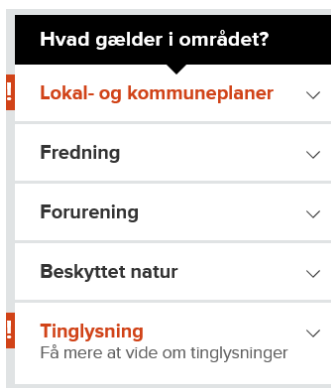 Hvad gælder i området?
! Lokal- og kommuneplaner
Fredning
Forurening
Beskyttet natur
! Tinglysning
Få mere at vide om tinglysninger